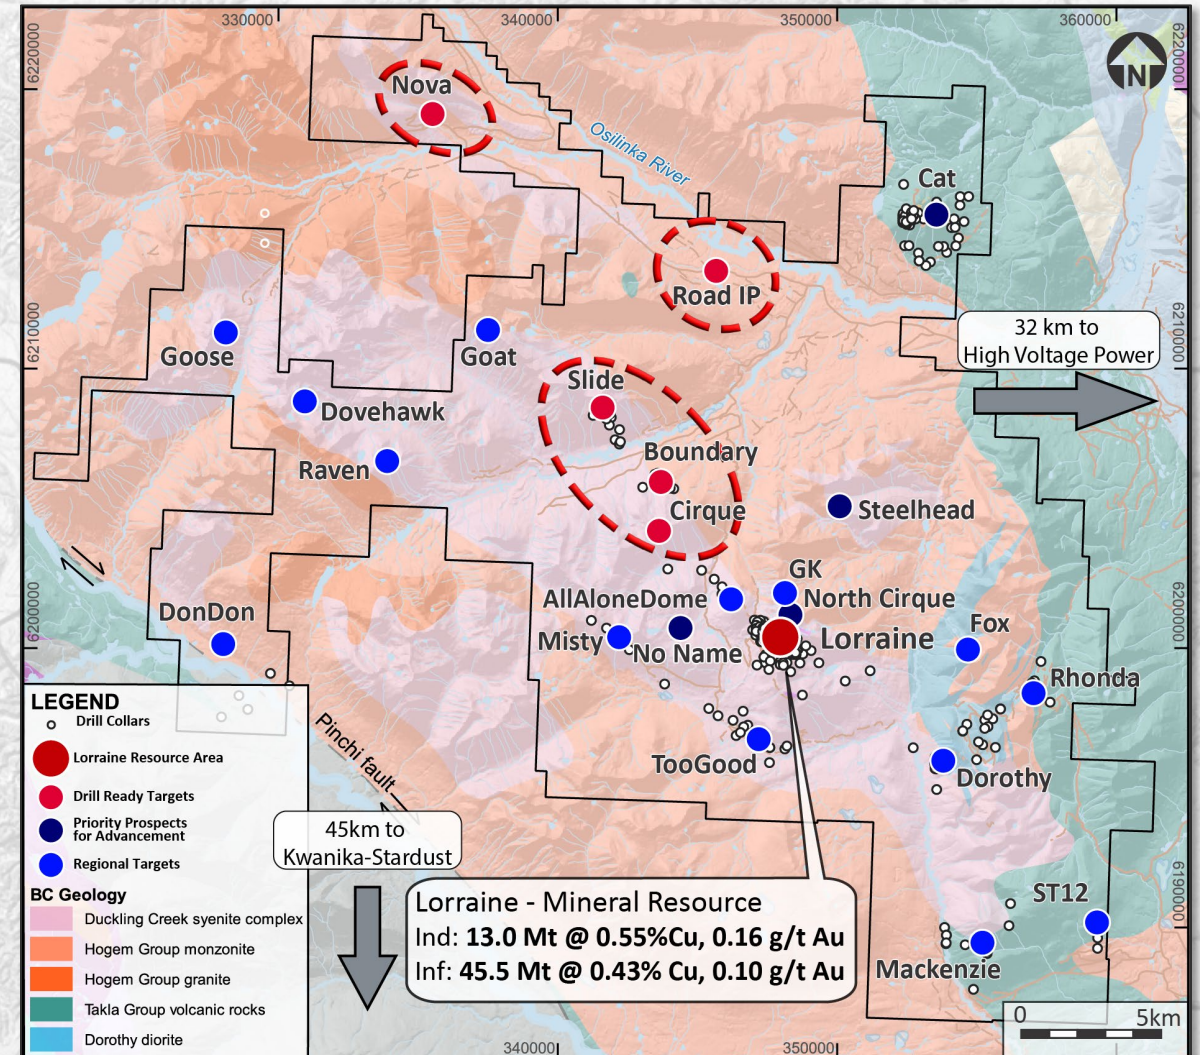 330000
340000
350000
360000
6220000
6220000
N
Nova
Osilinka River
Cat
Road IP
6210000
6210000
32 km to
High Voltage Power
Goose
Goat
Slide
Dovehawk
Boundary
Raven
Cirque
Steelhead
GK
AllAlone
Dome
North Cirque
DonDon
6200000
6200000
Misty
No Name
Lorraine
Fox
Rhonda
TooGood
Dorothy
Pinchi fault
LEGEND
Drill Collars
Lorraine Resource Area
Drill Ready Targets
Priority Prospects
for Advancement
Regional Targets
BC Geology
Duckling Creek syenite complex
Hogem Group monzonite
Hogem Group granite
Takla Group volcanic rocks
Dorothy diorite
45km to
Kwanika-Stardust
Lorraine - Mineral Resource
Ind: 13.0 Mt @ 0.55%Cu, 0.16 g/t Au
Inf: 45.5 Mt @ 0.43% Cu, 0.10 g/t Au
6190000
ST12
Mackenzie
0 5km
340000
350000